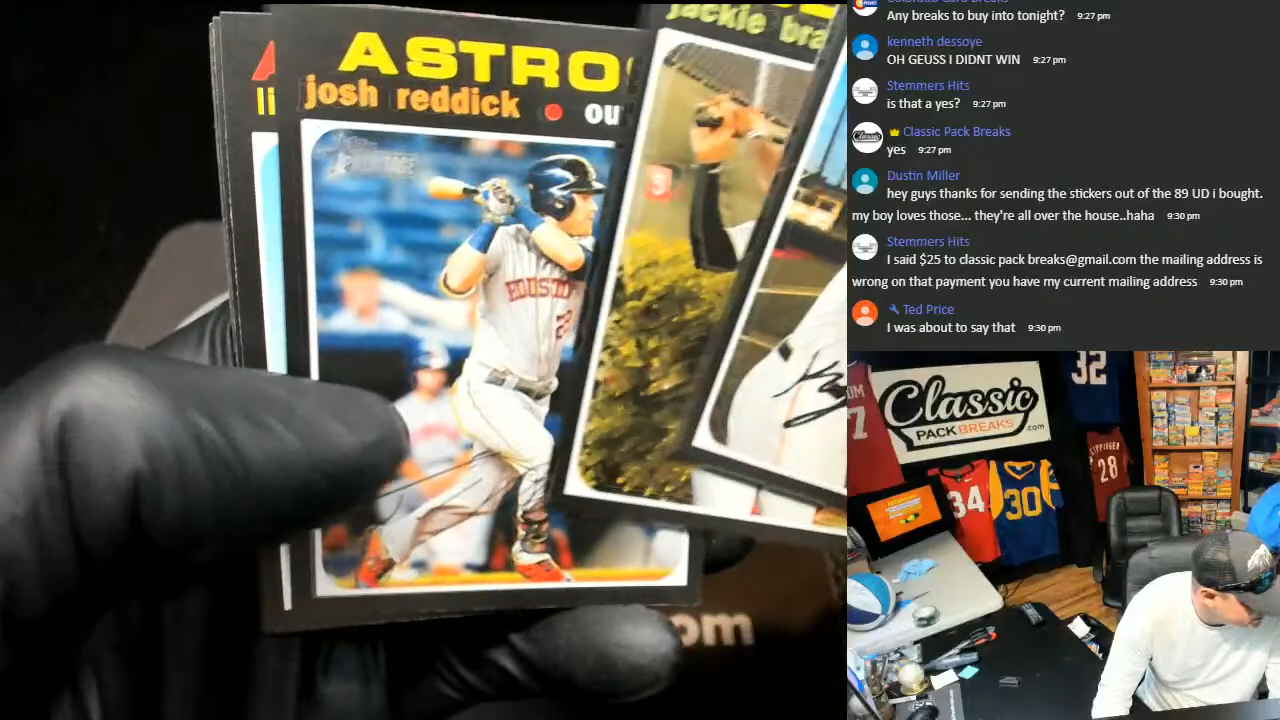 ASTROS
josh reddick • ou
jackie bra
li
HOUSTON
om
Any breaks to buy into tonight? 9:27 pm
kenneth dessoye
OH GEUSS I DIDNT WIN 9:27 pm
Stemmers Hits
is that a yes? 9:27 pm
Classic Pack Breaks
yes 9:27 pm
Dustin Miller
hey guys thanks for sending the stickers out of the 89 UD i bought.
my boy loves those... they're all over the house..haha 9:30 pm
Stemmers Hits
I said $25 to classic pack breaks@gmail.com the mailing address is
wrong on that payment you have my current mailing address 9:30 pm
Ted Price
I was about to say that 9:30 pm
32
Classic
PACK BREAKS .com
7
34
30
28